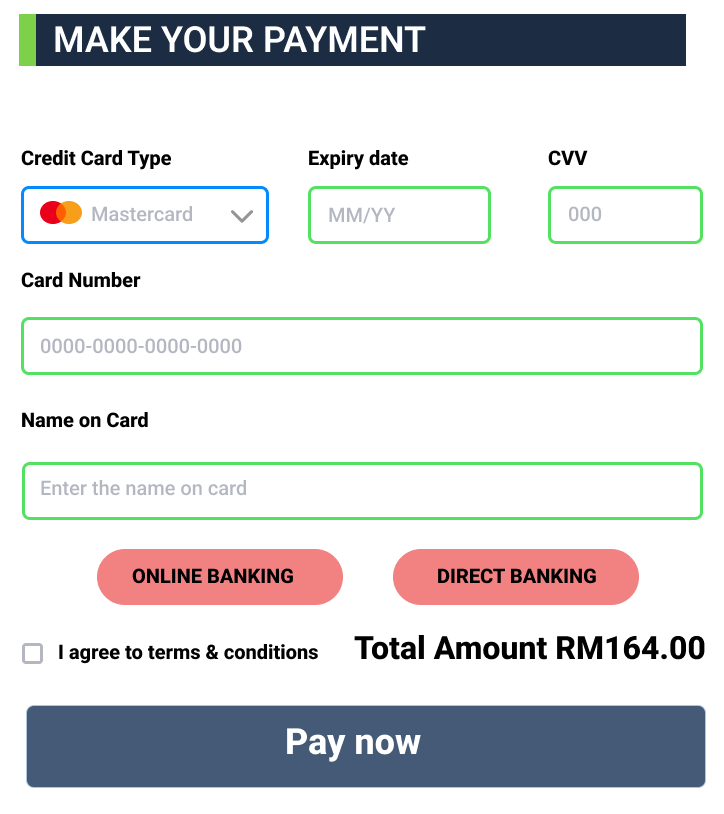 MAKE YOUR PAYMENT
Credit Card Type Expiry date CVV
Mastercard MM/YY 000
Card Number
0000-0000-0000-0000
Name on Card
Enter the name on card
ONLINE BANKING DIRECT BANKING
I agree to terms & conditions Total Amount RM164.00
Pay now